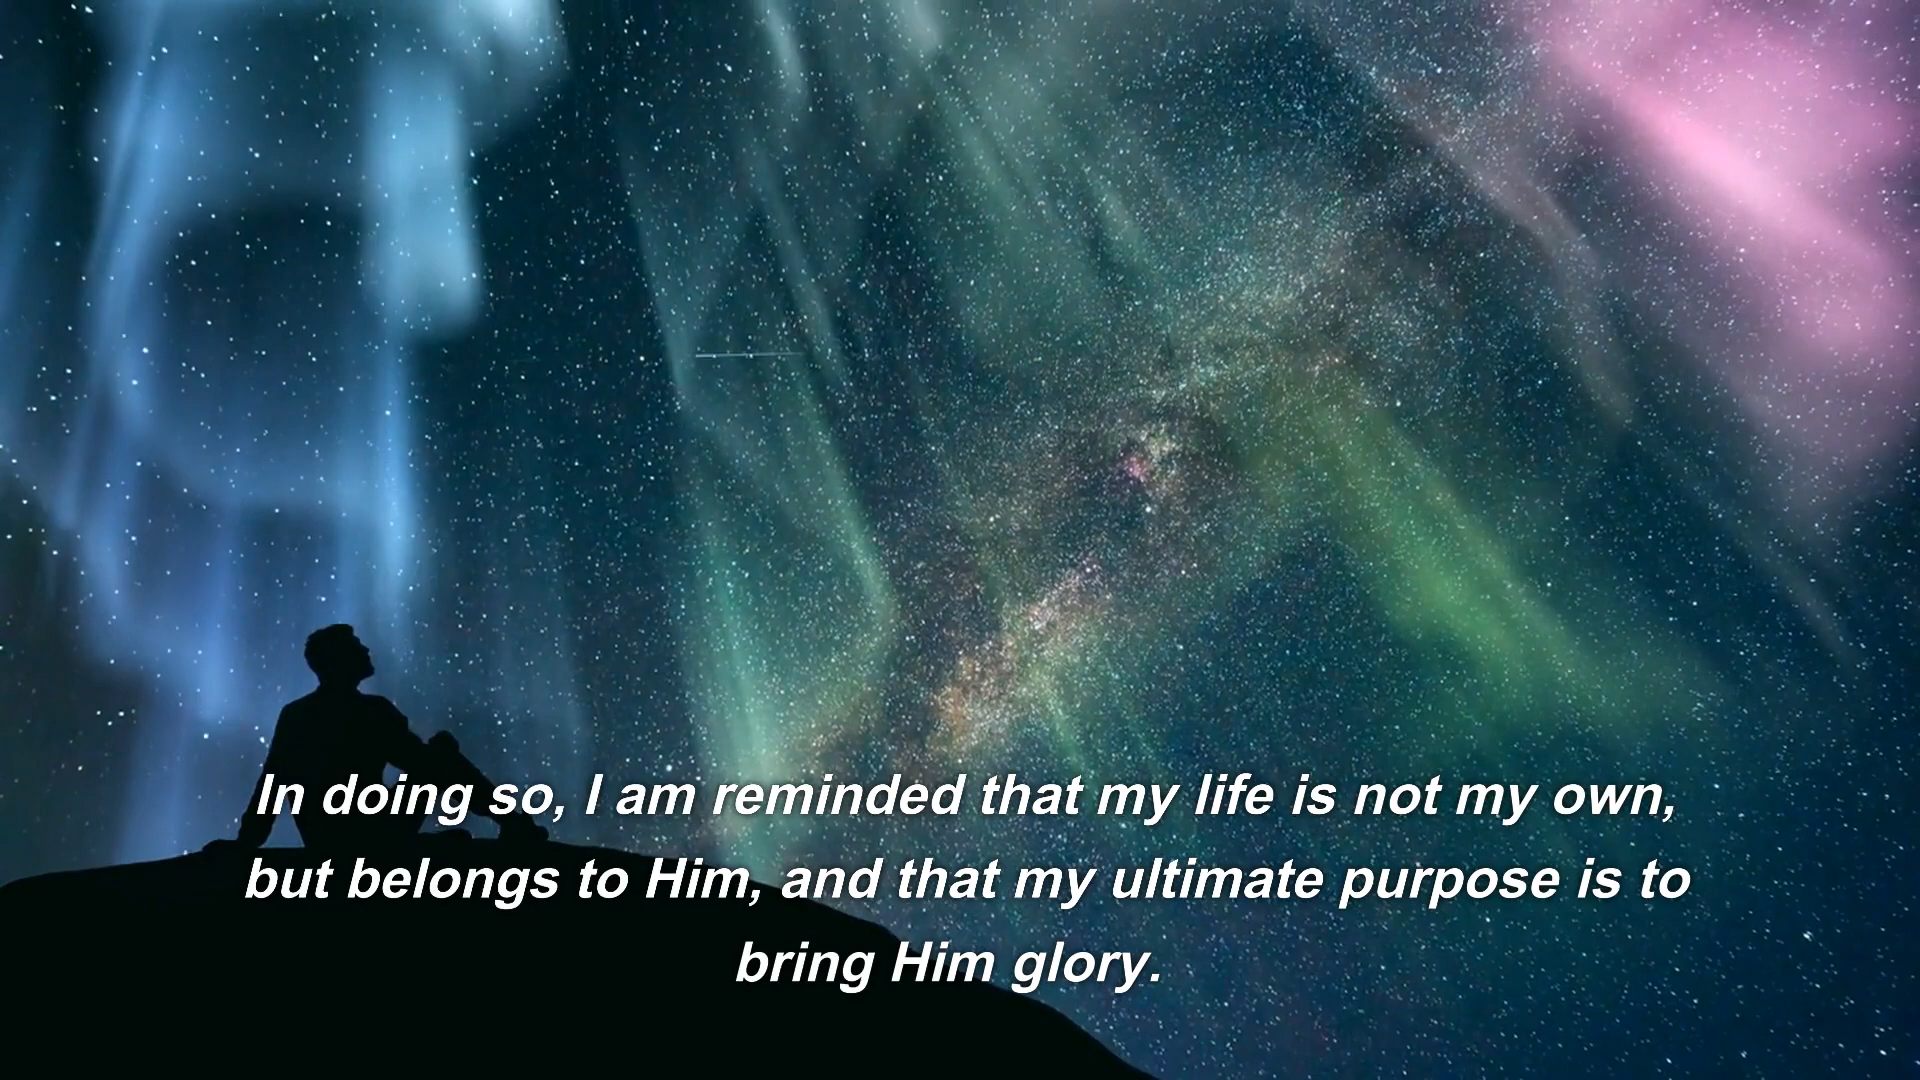 In doing so, I am reminded that my life is not my own,
but belongs to Him, and that my ultimate purpose is to
bring Him glory.